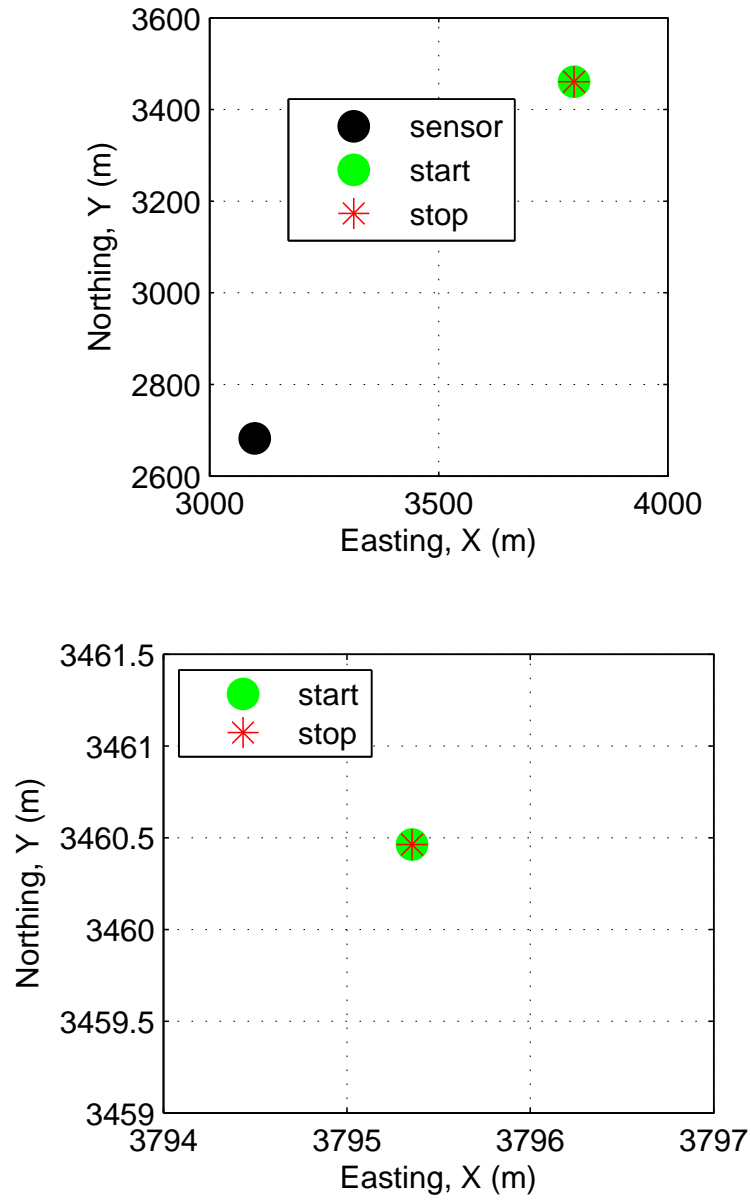 3600
3400
3200
3000
2800
2600
Northing, Y (m)
sensor
start
stop
3000 3500 4000
Easting, X (m)
3461.5
3461
3460.5
3460
3459.5
3459
Northing, Y (m)
start
stop
3794 3795 3796 3797
Easting, X (m)